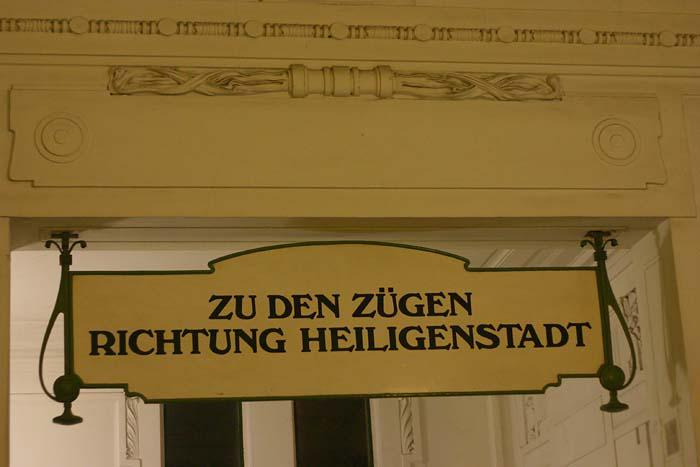 ZU DEN ZÜGEN
RICHTUNG HEILIGENSTADT